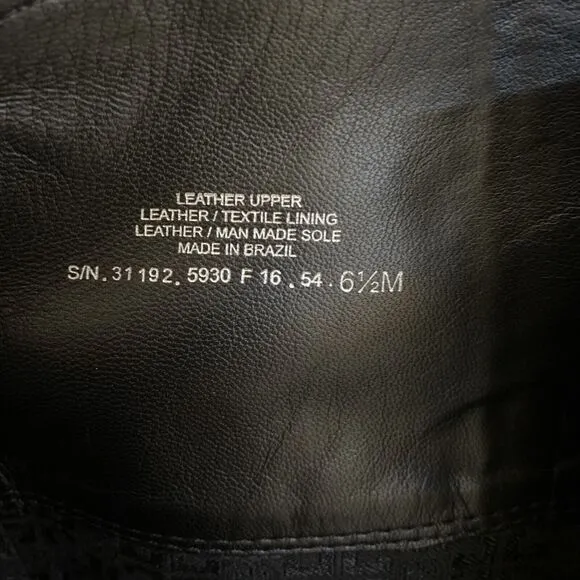 LEATHER UPPER
LEATHER / TEXTILE LINING
LEATHER / MAN MADE SOLE
MADE IN BRAZIL
S/N. 31192. 5930 F 16 . 54 . 6½M